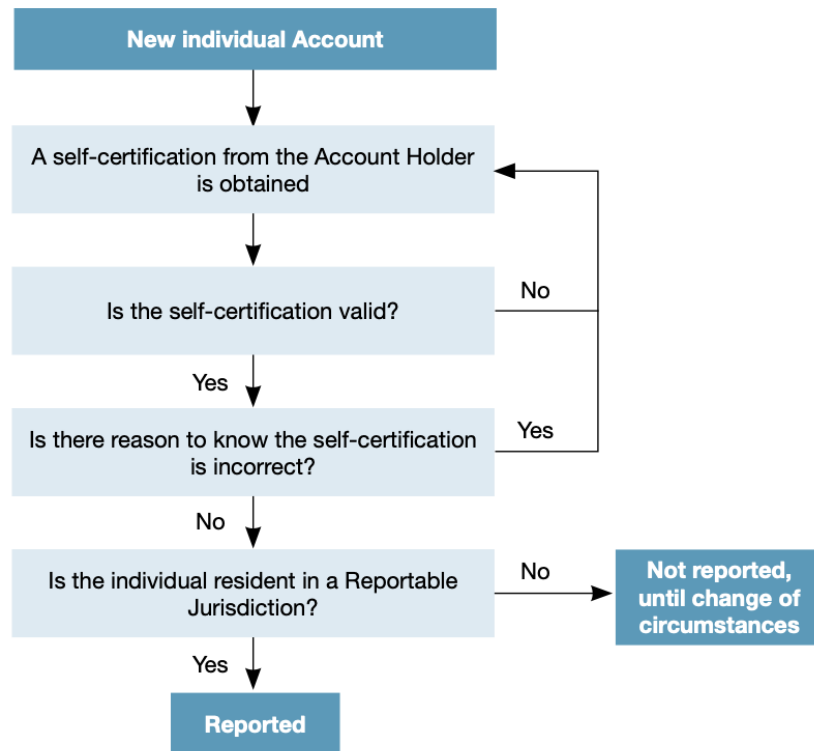 New individual Account
A self-certification from the Account Holder
is obtained
Is the self-certification valid?
No
Yes
Is there reason to know the self-certification
is incorrect?
Yes
No
Is the individual resident in a Reportable
Jurisdiction?
No
Not reported,
until change of
circumstances
Yes
Reported